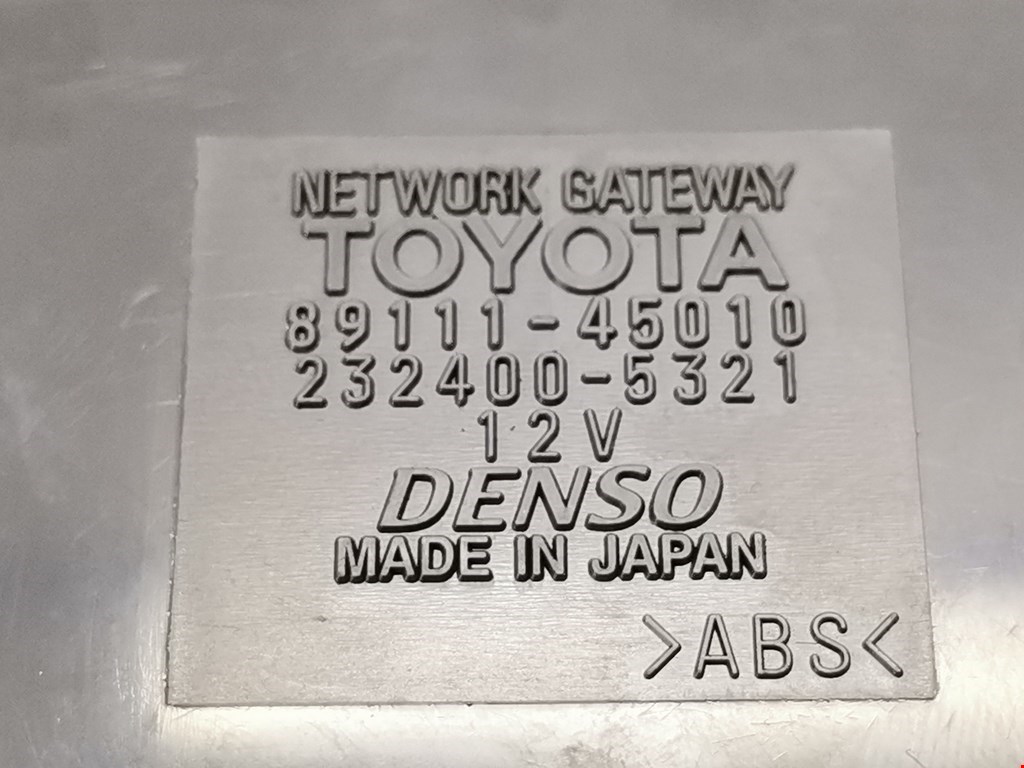 NETWORK GATEWAY
TOYOTA
89111-45010
232400-5321
12V
DENSO
MADE IN JAPAN
>ABS<